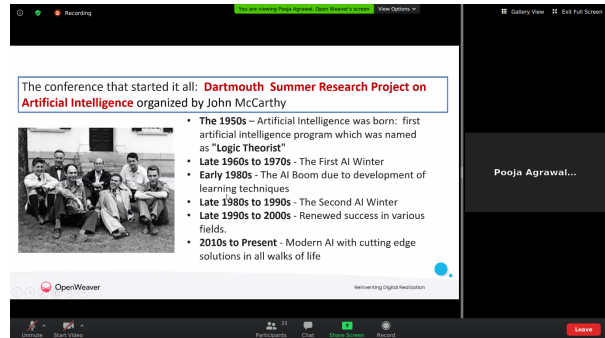 Recording
You are viewing Pooja Agrawal, Open Weaver's screen
View Options
Gallery View
Exit Full Screen
The conference that started it all: Dartmouth Summer Research Project on
Artificial Intelligence organized by John McCarthy
• The 1950s – Artificial Intelligence was born: first
artificial intelligence program which was named
as "Logic Theorist"
• Late 1960s to 1970s - The First AI Winter
• Early 1980s - The AI Boom due to development of
learning techniques
• Late 1980s to 1990s - The Second AI Winter
• Late 1990s to 2000s - Renewed success in various
fields.
• 2010s to Present - Modern AI with cutting edge
solutions in all walks of life
Pooja Agrawal...
OpenWeaver
Reinventing Digital Realization
Unmute
Start Video
Participants
33
Chat
Share Screen
Record
Leave